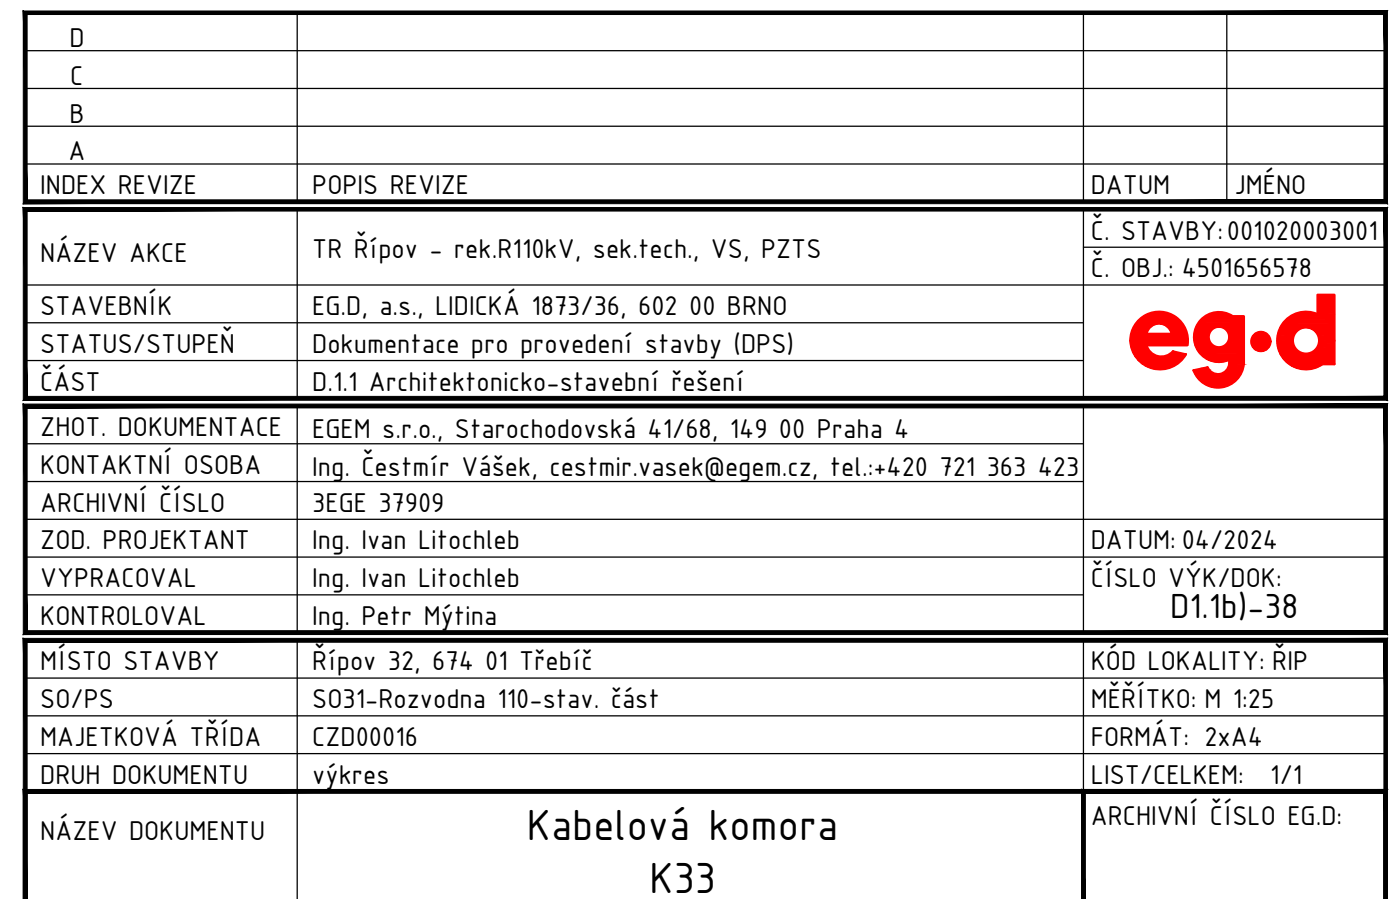 D
C
B
A
INDEX REVIZE POPIS REVIZE DATUM JMÉNO
NÁZEV AKCE TR Řípov - rek.R110kV, sek.tech., VS, PZTS Č. STAVBY: 001020003001
Č. OBJ.: 4501656578
STAVEBNÍK EG.D, a.s., LIDICKÁ 1873/36, 602 00 BRNO
eg.d
STATUS/STUPEŇ Dokumentace pro provedení stavby (DPS)
ČÁST D.1.1 Architektonicko-stavební řešení
ZHOT. DOKUMENTACE EGEM s.r.o., Starochodovská 41/68, 149 00 Praha 4
KONTAKTNÍ OSOBA Ing. Čestmír Vášek, cestmir.vasek@egem.cz, tel.:+420 721 363 423
ARCHIVNÍ ČÍSLO 3EGE 37909
ZOD. PROJEKTANT Ing. Ivan Litochleb DATUM: 04/2024
VYPRACOVAL Ing. Ivan Litochleb ČÍSLO VÝK/DOK:
KONTROLOVAL Ing. Petr Mýtina D1.1b)-38
MÍSTO STAVBY Řípov 32, 674 01 Třebíč KÓD LOKALITY: ŘIP
SO/PS SO31-Rozvodna 110-stav. část MĚŘÍTKO: M 1:25
MAJETKOVÁ TŘÍDA CZD00016 FORMÁT: 2xA4
DRUH DOKUMENTU výkres LIST/CELKEM: 1/1
NÁZEV DOKUMENTU Kabelová komora ARCHIVNÍ ČÍSLO EG.D:
K33